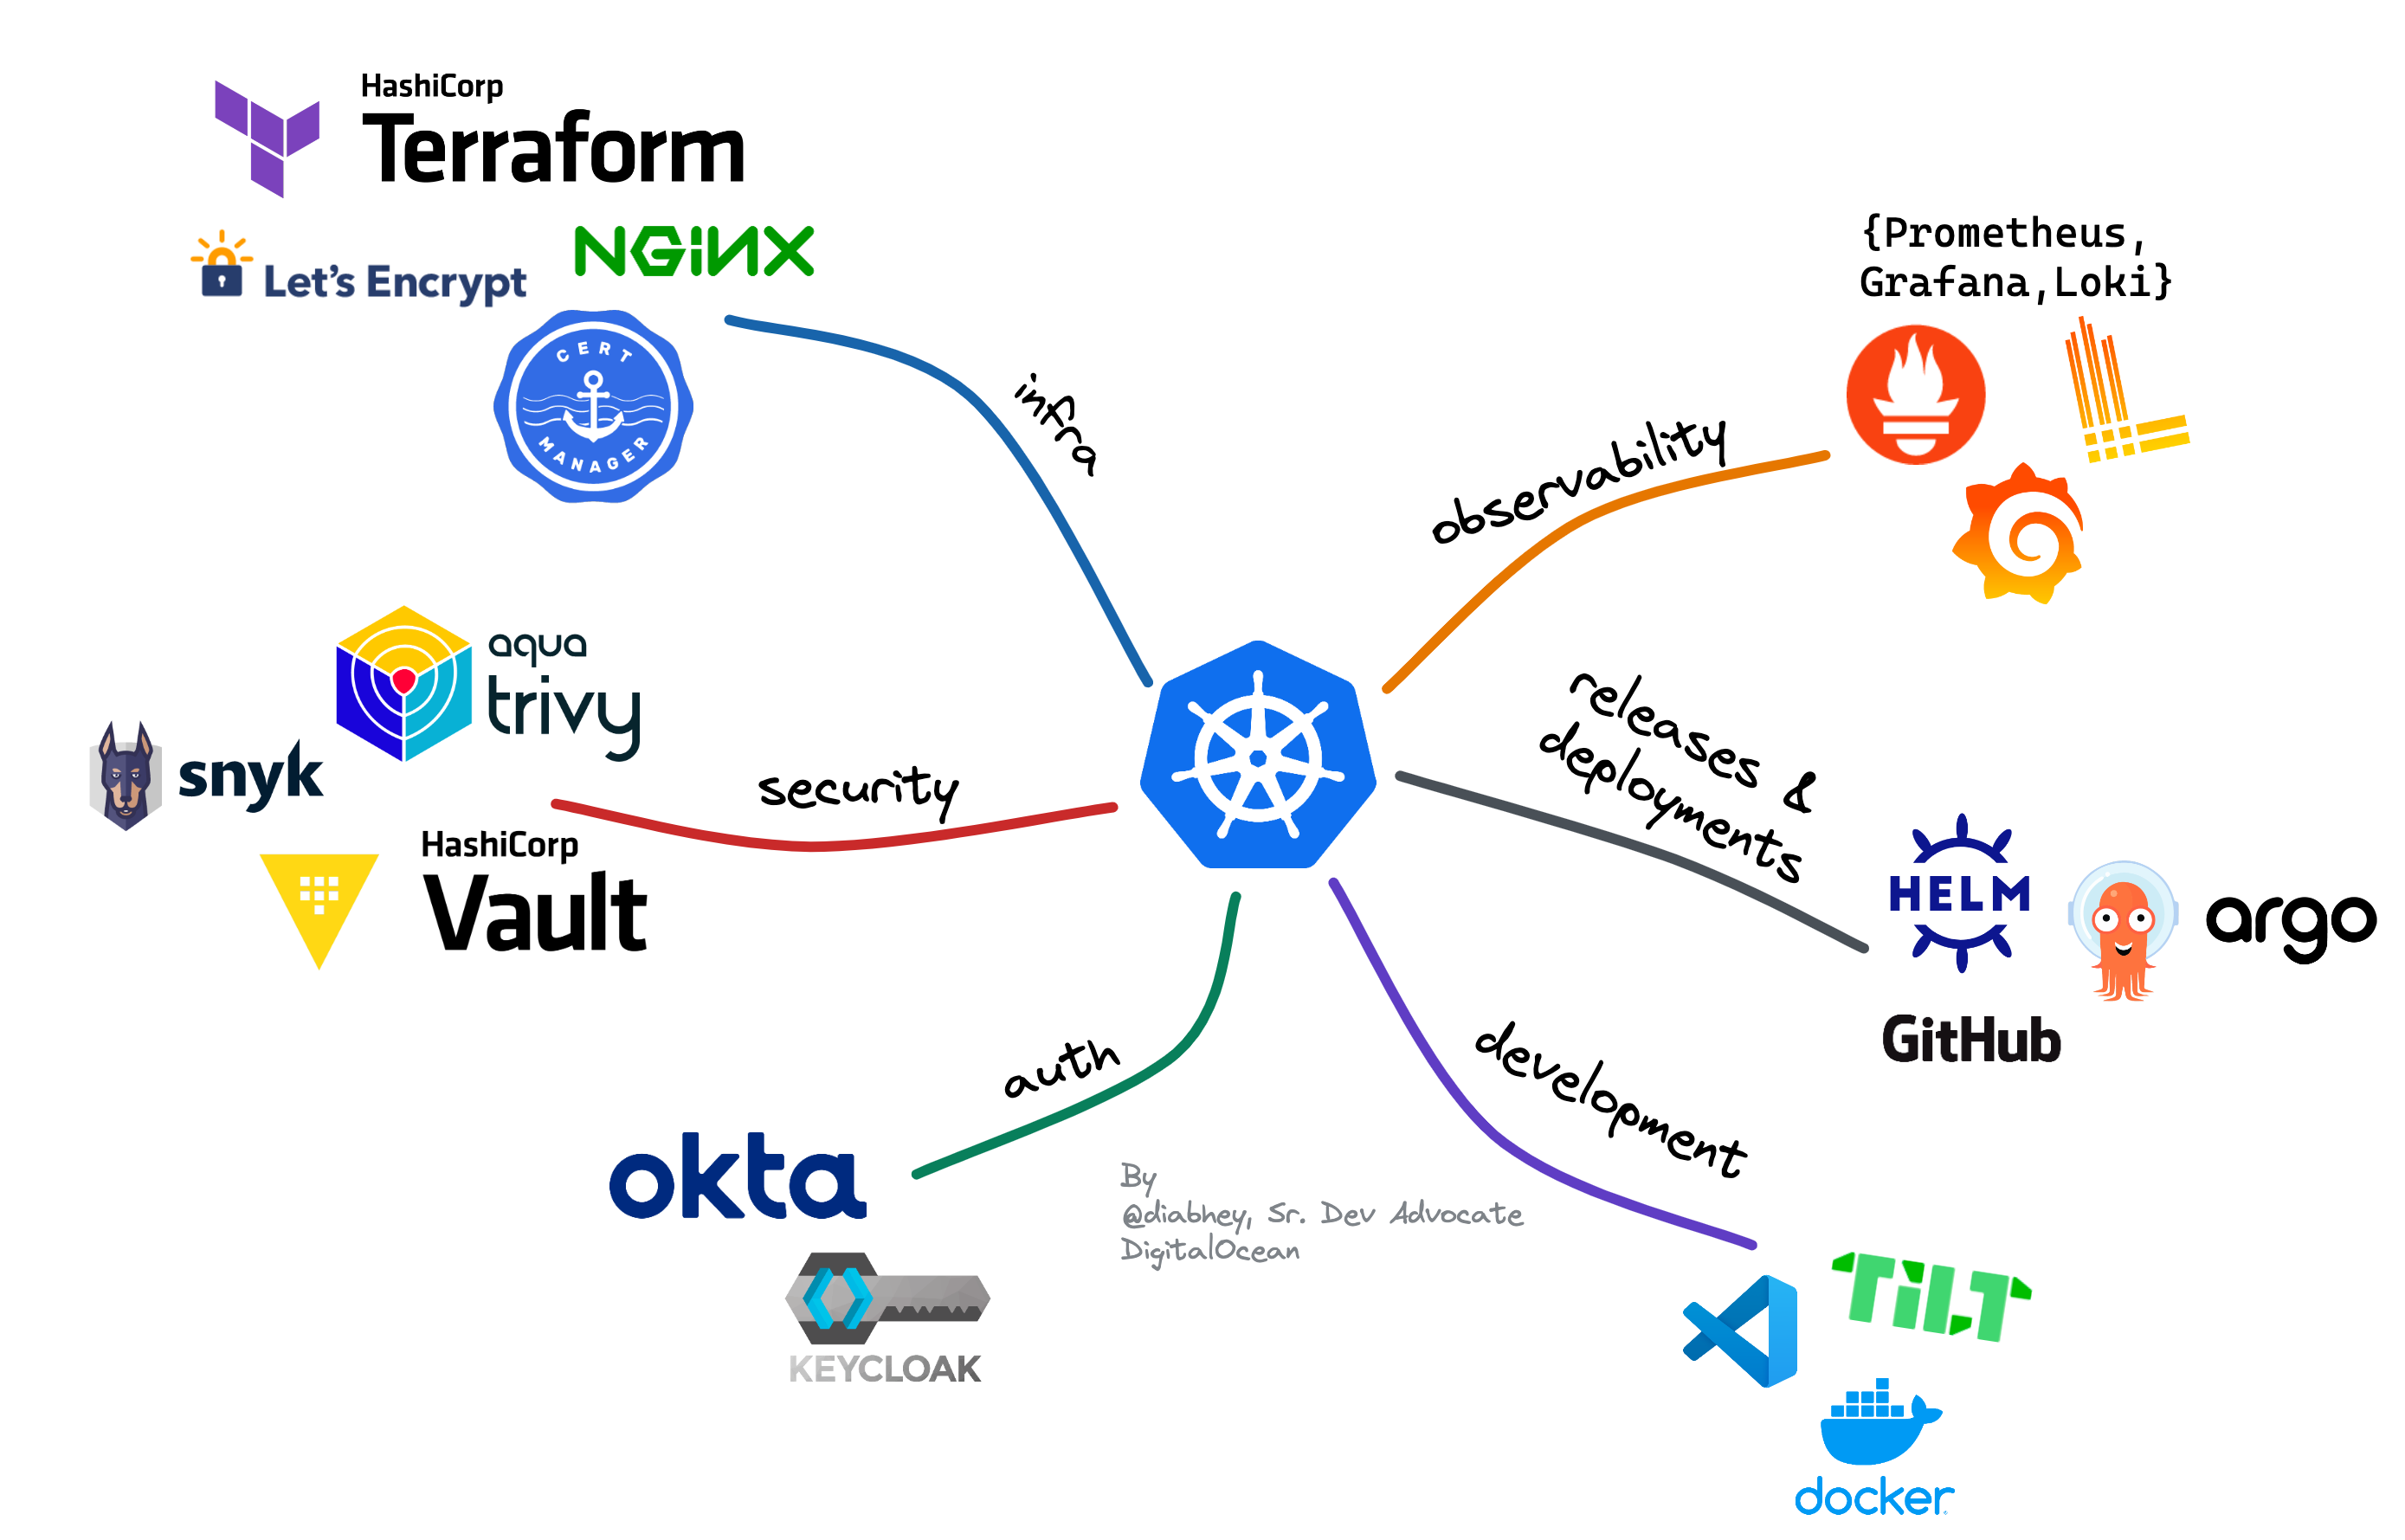 HashiCorp
Terraform
Let's Encrypt
NGINX
CERT
MANAGER
infra
{Prometheus,
Grafana,Loki}
observability
aqua
trivy
snyk
security
HashiCorp
Vault
releases &
deployments
HELM
argo
GitHub
auth
okta
KEYCLOAK
development
By
@diabhey, Sr. Dev Advocate
DigitalOcean
TILT
docker